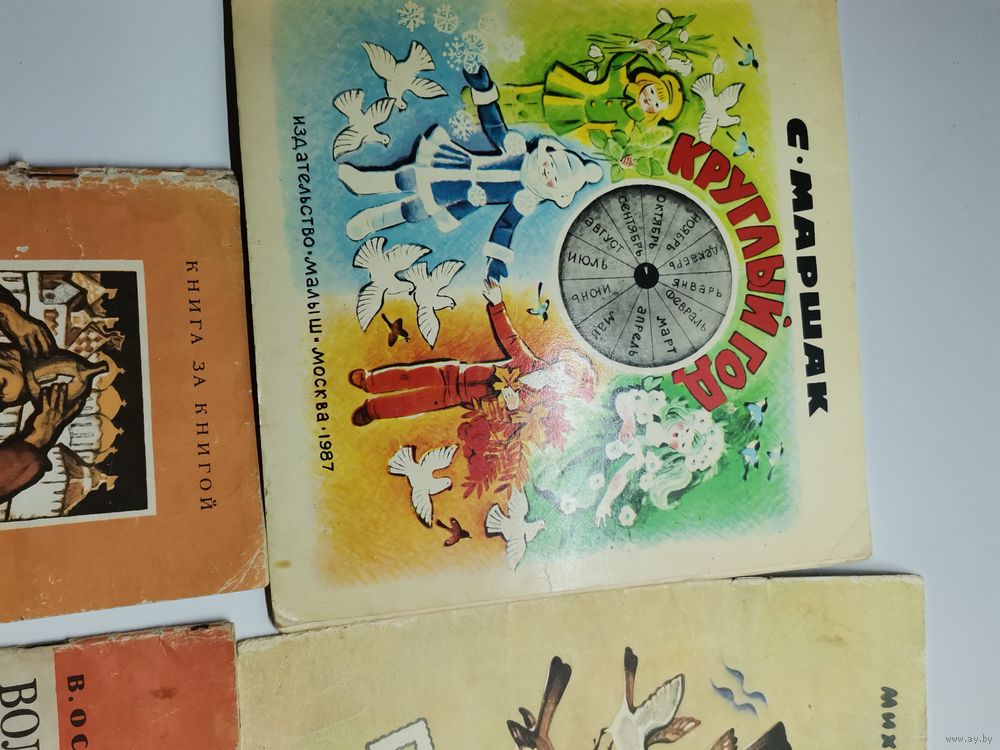 С. МАРШАК
КРУГЛЫЙ ГОД
ЯНВАРЬ
ФЕВРАЛЬ
МАРТ
АПРЕЛЬ
МАЙ
ИЮНЬ
ИЮЛЬ
АВГУСТ
СЕНТЯБРЬ
ОКТЯБРЬ
НОЯБРЬ
ДЕКАБРЬ
ИЗДАТЕЛЬСТВО·МАЛЫШ·МОСКВА·1987
КНИГА ЗА КНИГОЙ
В. ОС
ВОЛ
МИХ
www.ay.by